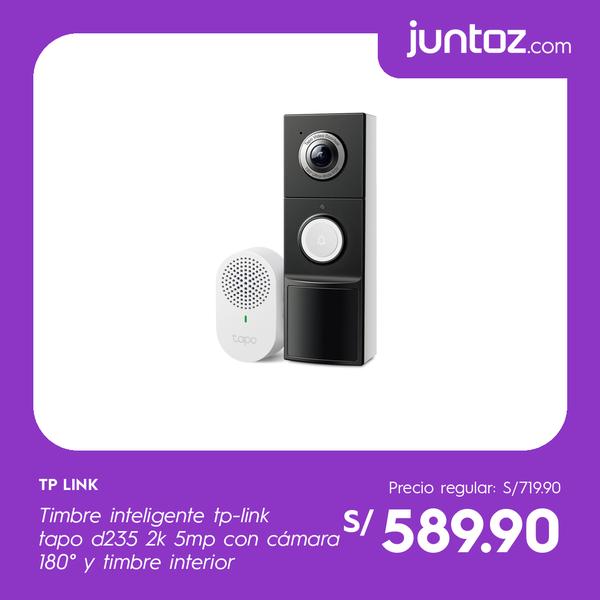 juntoz.com
tapo
TP LINK
Timbre inteligente tp-link
tapo d235 2k 5mp con cámara
180° y timbre interior
Precio regular: S/719.90
S/589.90